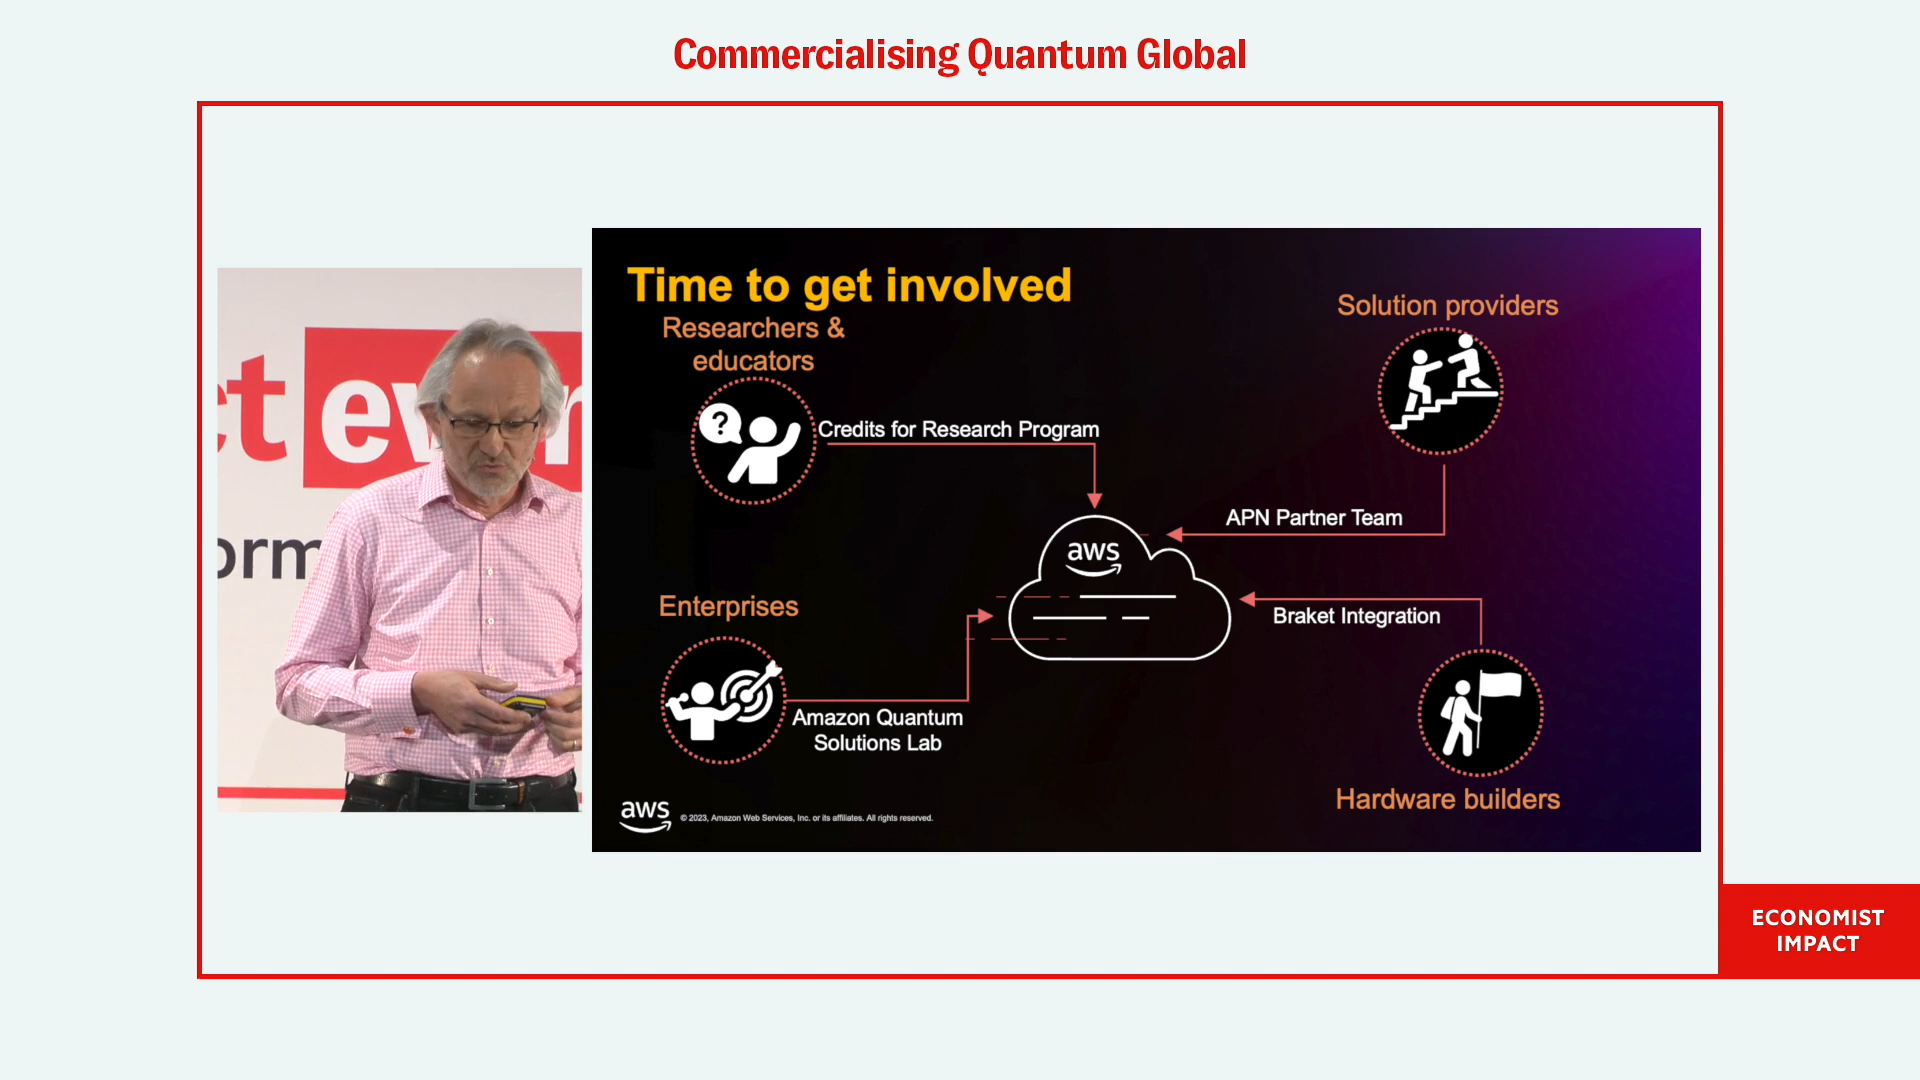 Commercialising Quantum Global
Time to get involved
Researchers &
educators
Credits for Research Program
Solution providers
APN Partner Team
aws
Braket Integration
Enterprises
Amazon Quantum
Solutions Lab
Hardware builders
aws
© 2023, Amazon Web Services, Inc. or its affiliates. All rights reserved.
ECONOMIST
IMPACT